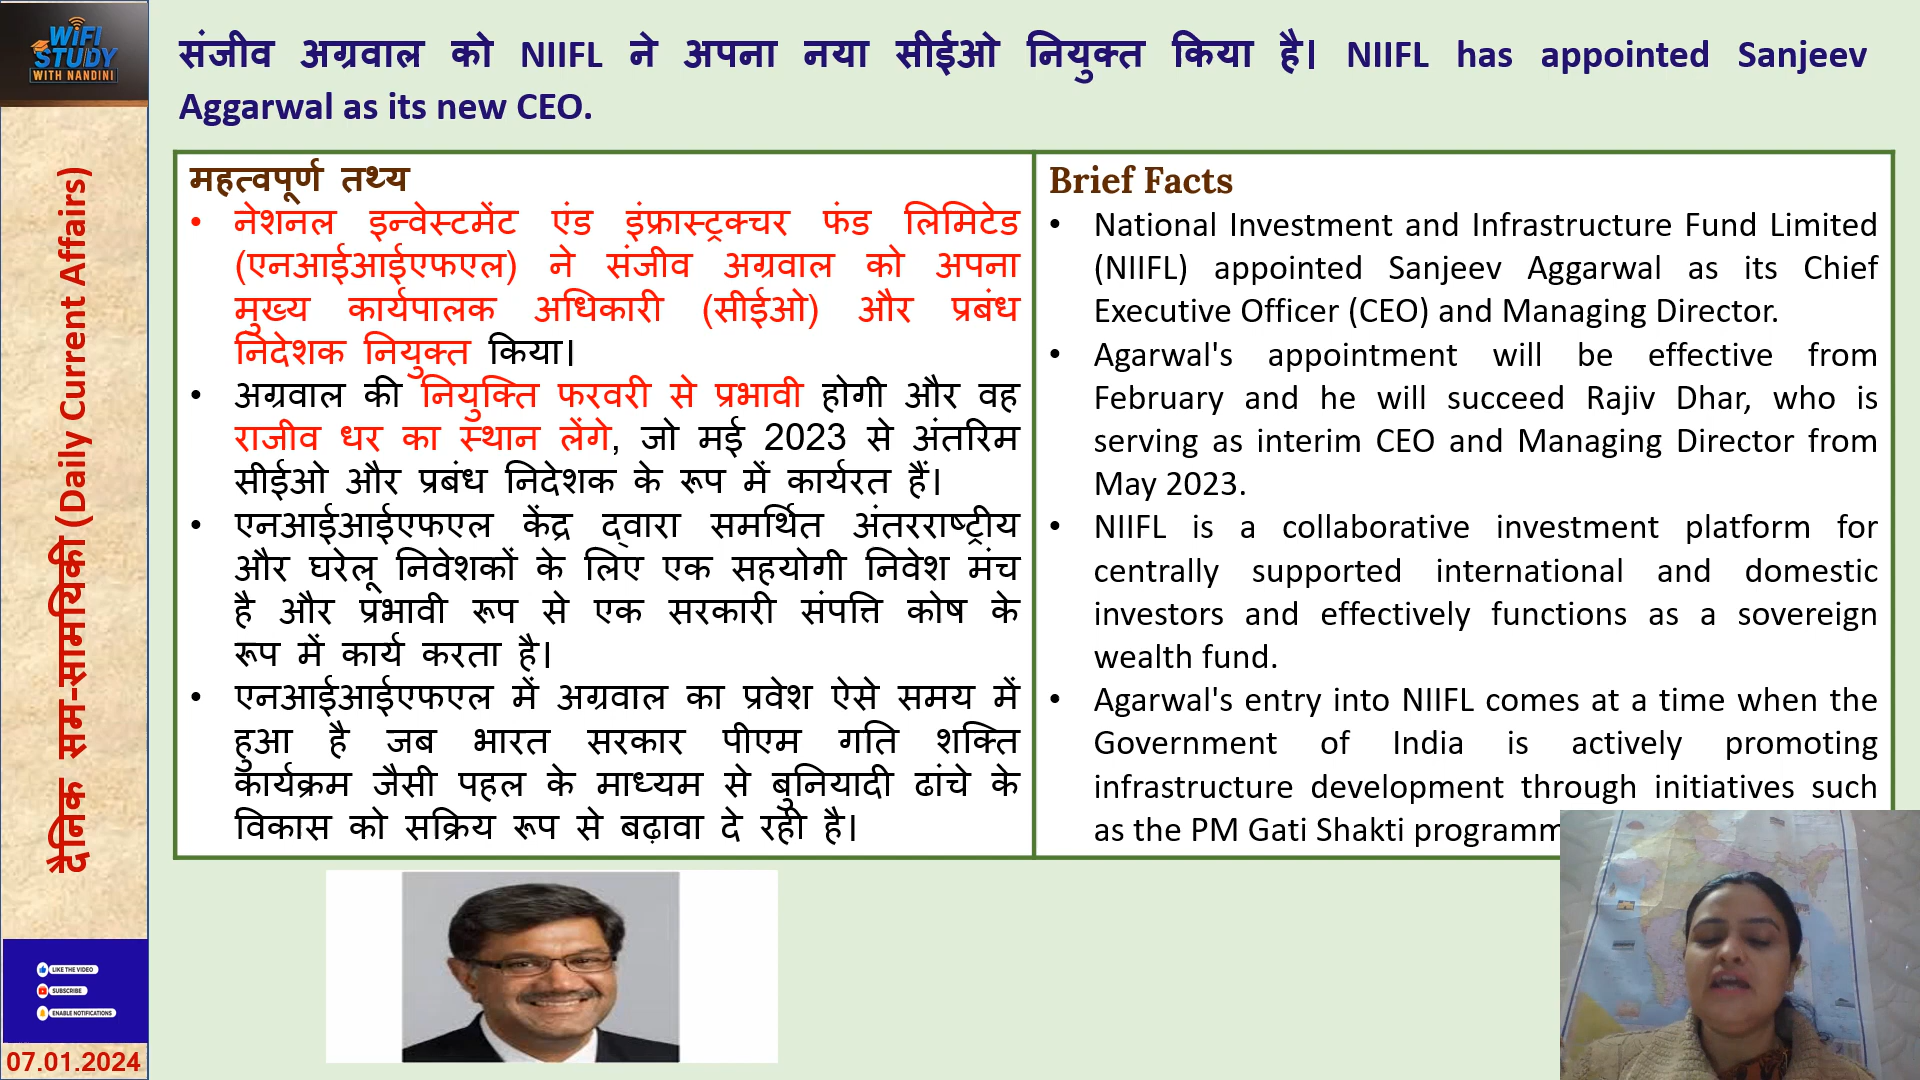 WiFi
STUDY
WITH NANDINI
दैनिक सम-सामयिकी (Daily Current Affairs)
LIKE THE VIDEO
SUBSCRIBE
ENABLE NOTIFICATIONS
07.01.2024
संजीव अग्रवाल को NIIFL ने अपना नया सीईओ नियुक्त किया है। NIIFL has appointed Sanjeev
Aggarwal as its new CEO.
महत्वपूर्ण तथ्य
• नेशनल इन्वेस्टमेंट एंड इंफ्रास्ट्रक्चर फंड लिमिटेड
(एनआईआईएफएल) ने संजीव अग्रवाल को अपना
मुख्य कार्यपालक अधिकारी (सीईओ) और प्रबंध
निदेशक नियुक्त किया।
• अग्रवाल की नियुक्ति फरवरी से प्रभावी होगी और वह
राजीव धर का स्थान लेंगे, जो मई 2023 से अंतरिम
सीईओ और प्रबंध निदेशक के रूप में कार्यरत हैं।
• एनआईआईएफएल केंद्र द्वारा समर्थित अंतरराष्ट्रीय
और घरेलू निवेशकों के लिए एक सहयोगी निवेश मंच
है और प्रभावी रूप से एक सरकारी संपत्ति कोष के
रूप में कार्य करता है।
• एनआईआईएफएल में अग्रवाल का प्रवेश ऐसे समय में
हुआ है जब भारत सरकार पीएम गति शक्ति
कार्यक्रम जैसी पहल के माध्यम से बुनियादी ढांचे के
विकास को सक्रिय रूप से बढ़ावा दे रही है।
Brief Facts
• National Investment and Infrastructure Fund Limited
(NIIFL) appointed Sanjeev Aggarwal as its Chief
Executive Officer (CEO) and Managing Director.
• Agarwal's appointment will be effective from
February and he will succeed Rajiv Dhar, who is
serving as interim CEO and Managing Director from
May 2023.
• NIIFL is a collaborative investment platform for
centrally supported international and domestic
investors and effectively functions as a sovereign
wealth fund.
• Agarwal's entry into NIIFL comes at a time when the
Government of India is actively promoting
infrastructure development through initiatives such
as the PM Gati Shakti programm